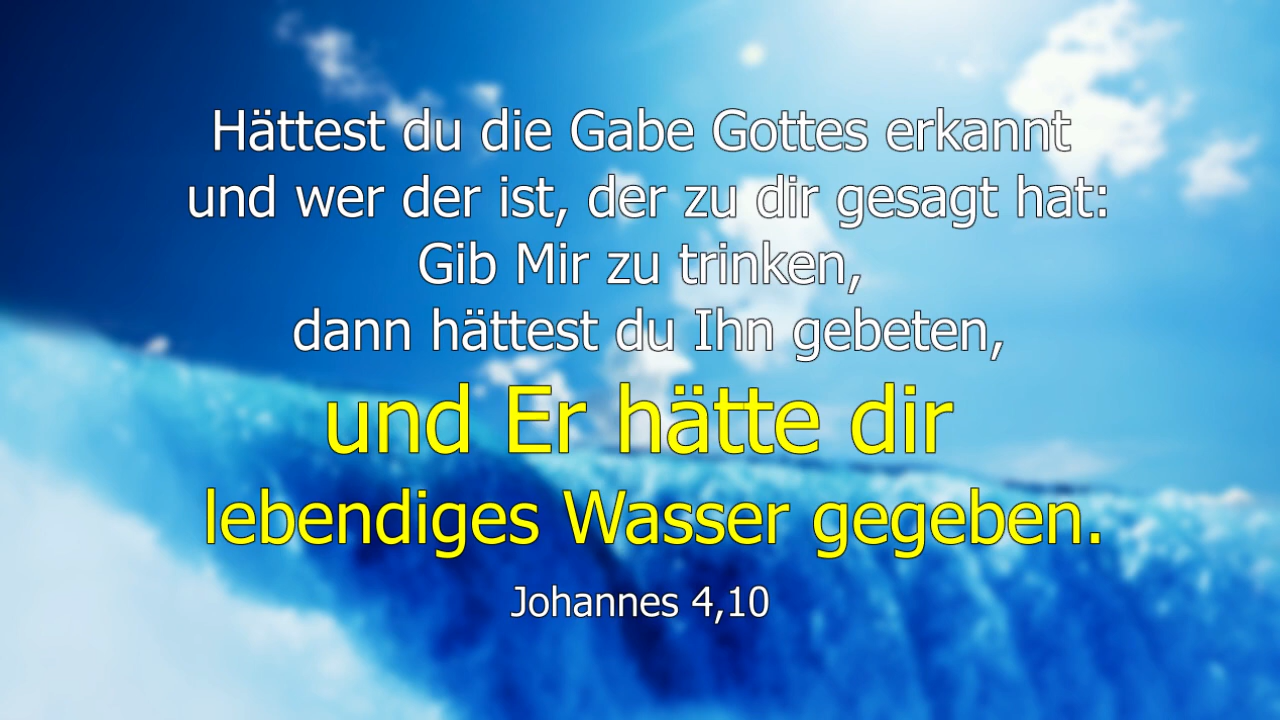 Hättest du die Gabe Gottes erkannt
und wer der ist, der zu dir gesagt hat:
Gib Mir zu trinken,
dann hättest du Ihn gebeten,
und Er hätte dir
lebendiges Wasser gegeben.
Johannes 4,10